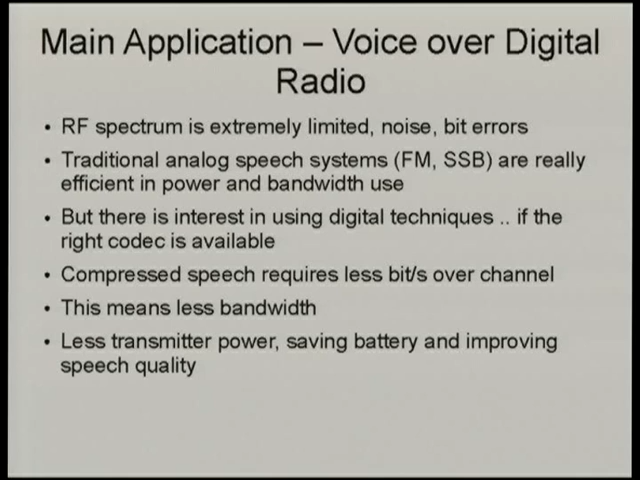 Main Application – Voice over Digital
Radio
• RF spectrum is extremely limited, noise, bit errors
• Traditional analog speech systems (FM, SSB) are really
efficient in power and bandwidth use
• But there is interest in using digital techniques .. if the
right codec is available
• Compressed speech requires less bit/s over channel
• This means less bandwidth
• Less transmitter power, saving battery and improving
speech quality